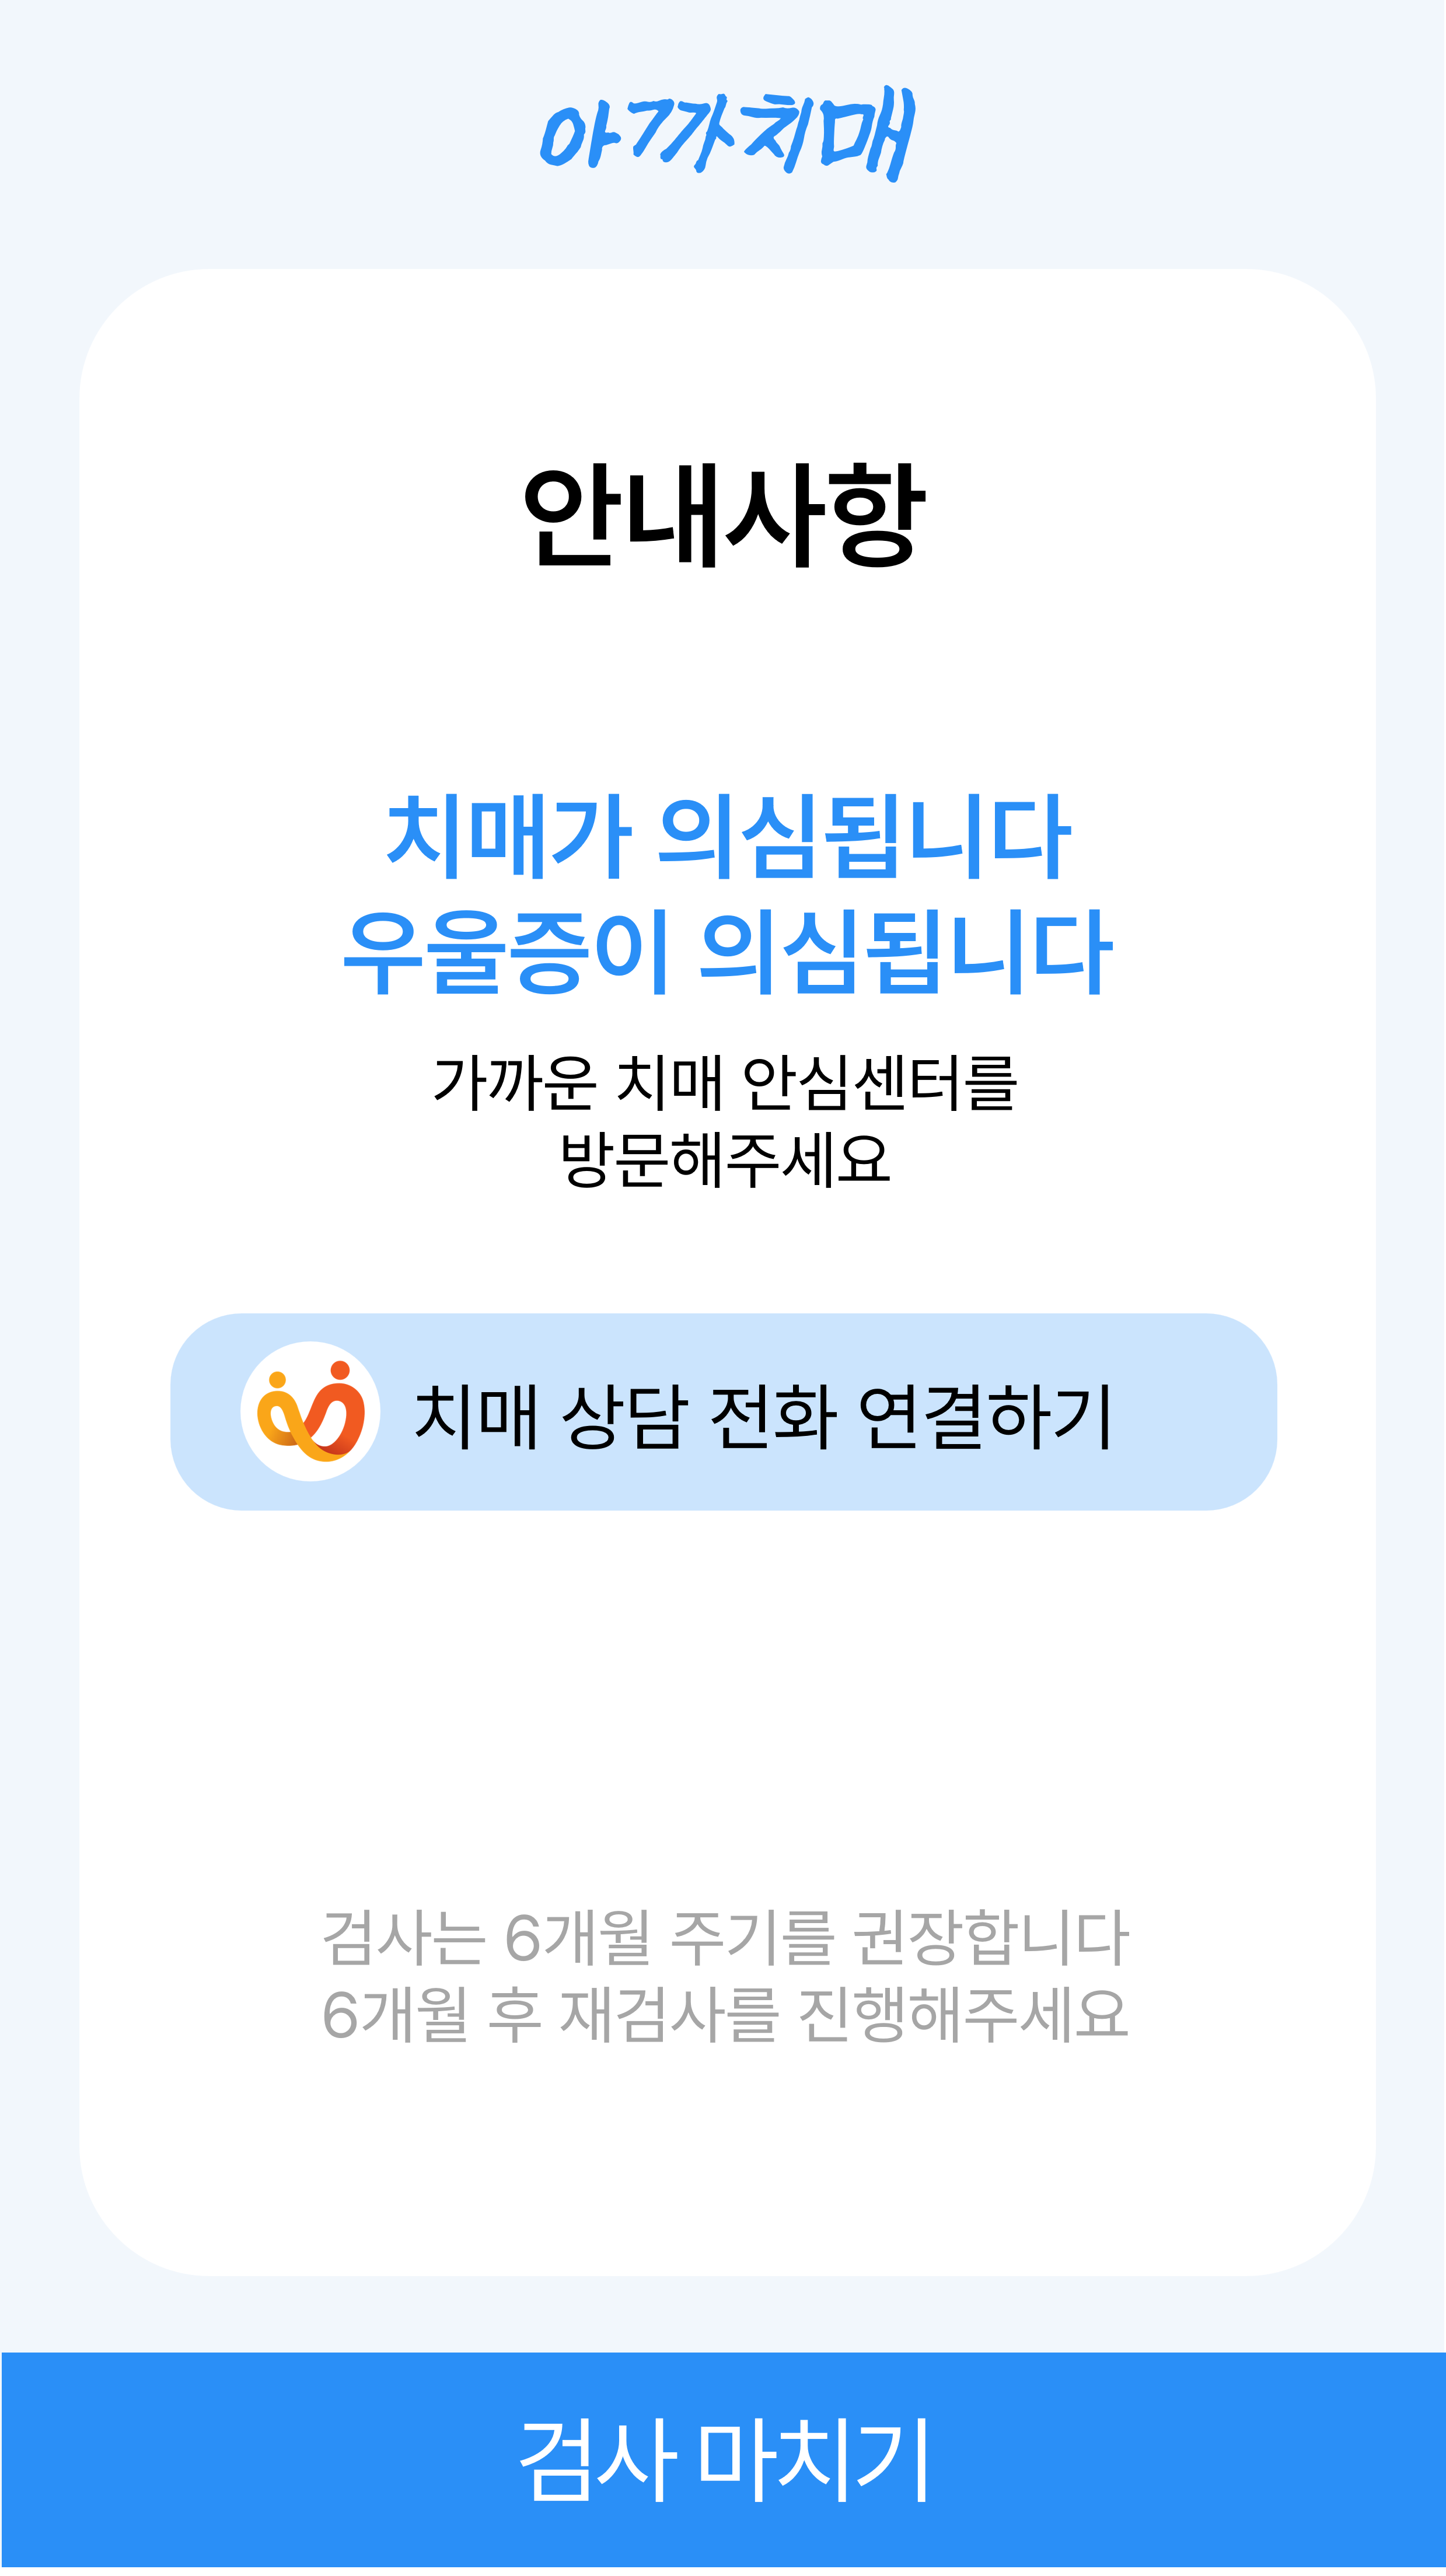 아까치매
안내사항
치매가 의심됩니다
우울증이 의심됩니다
가까운 치매 안심센터를
방문해주세요
치매 상담 전화 연결하기
검사는 6개월 주기를 권장합니다
6개월 후 재검사를 진행해주세요
검사 마치기